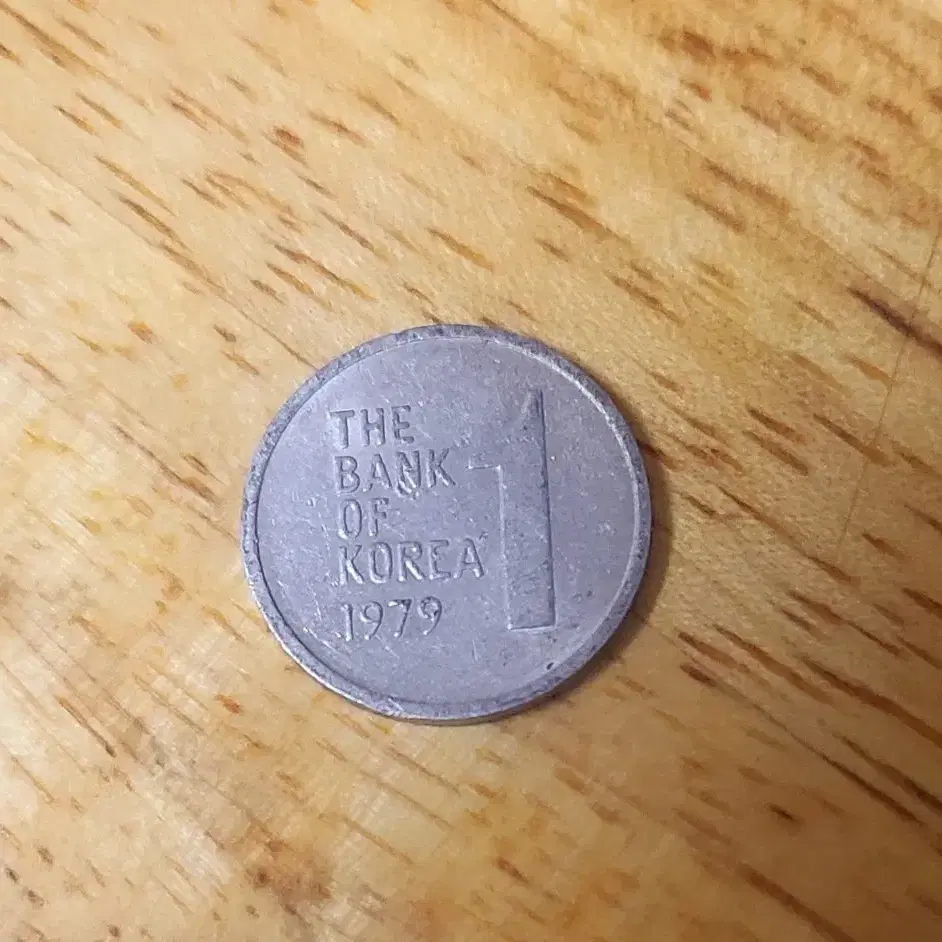 THE
BANK
OF
KOREA
1979
1